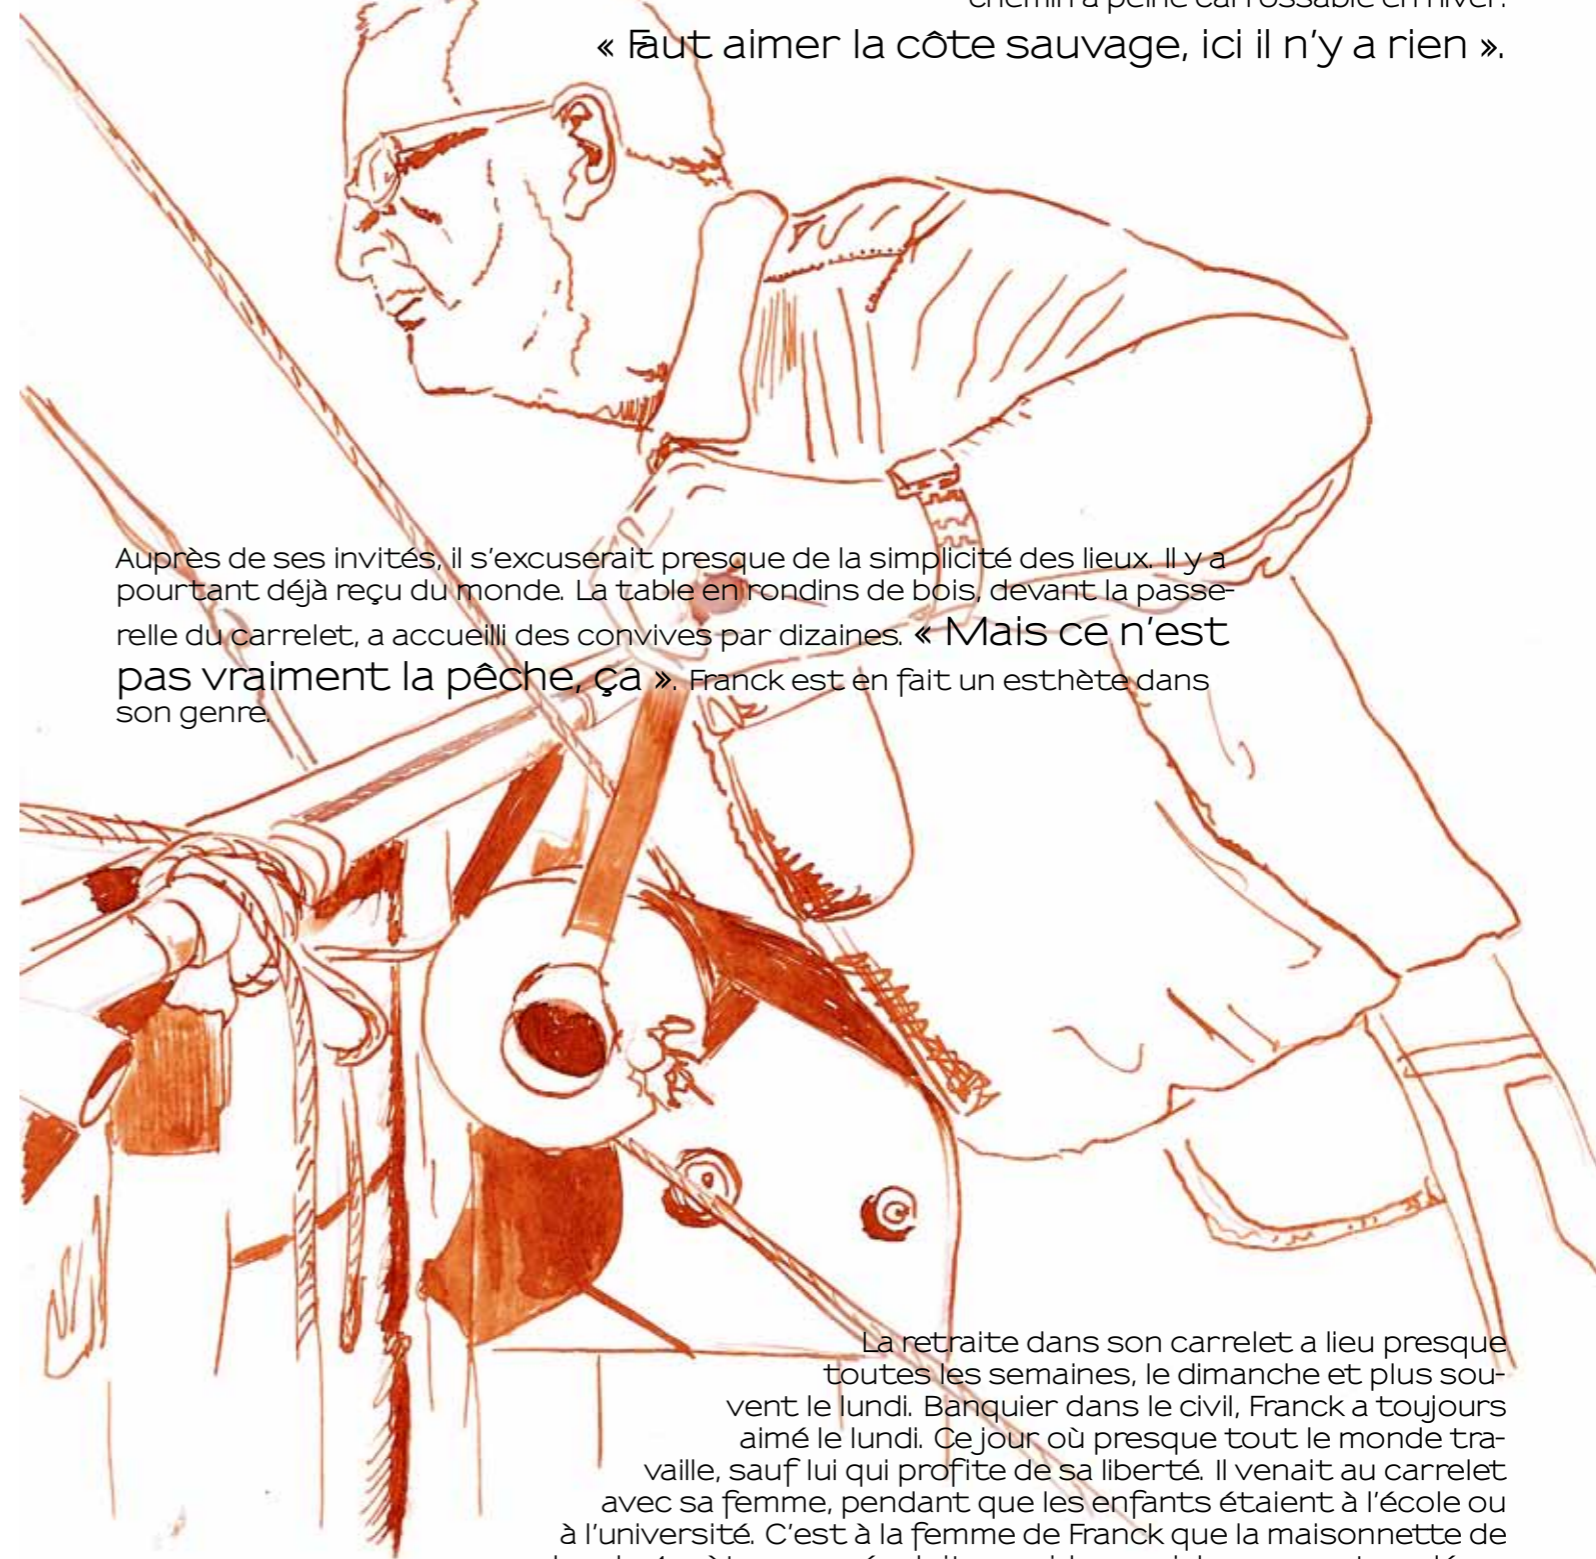 chemin à peine carrossable en hiver.
« Faut aimer la côte sauvage, ici il n'y a rien ».
Auprès de ses invités, il s'excuserait presque de la simplicité des lieux. Il y a
pourtant déjà reçu du monde. La table en rondins de bois, devant la passe-
relle du carrelet, a accueilli des convives par dizaines. « Mais ce n'est
pas vraiment la pêche, ça ». Franck est en fait un esthète dans
son genre.
La retraite dans son carrelet a lieu presque
toutes les semaines, le dimanche et plus sou-
vent le lundi. Banquier dans le civil, Franck a toujours
aimé le lundi. Ce jour où presque tout le monde tra-
vaille, sauf lui qui profite de sa liberté. Il venait au carrelet
avec sa femme, pendant que les enfants étaient à l'école ou
à l'université. C'est à la femme de Franck que la maisonnette de